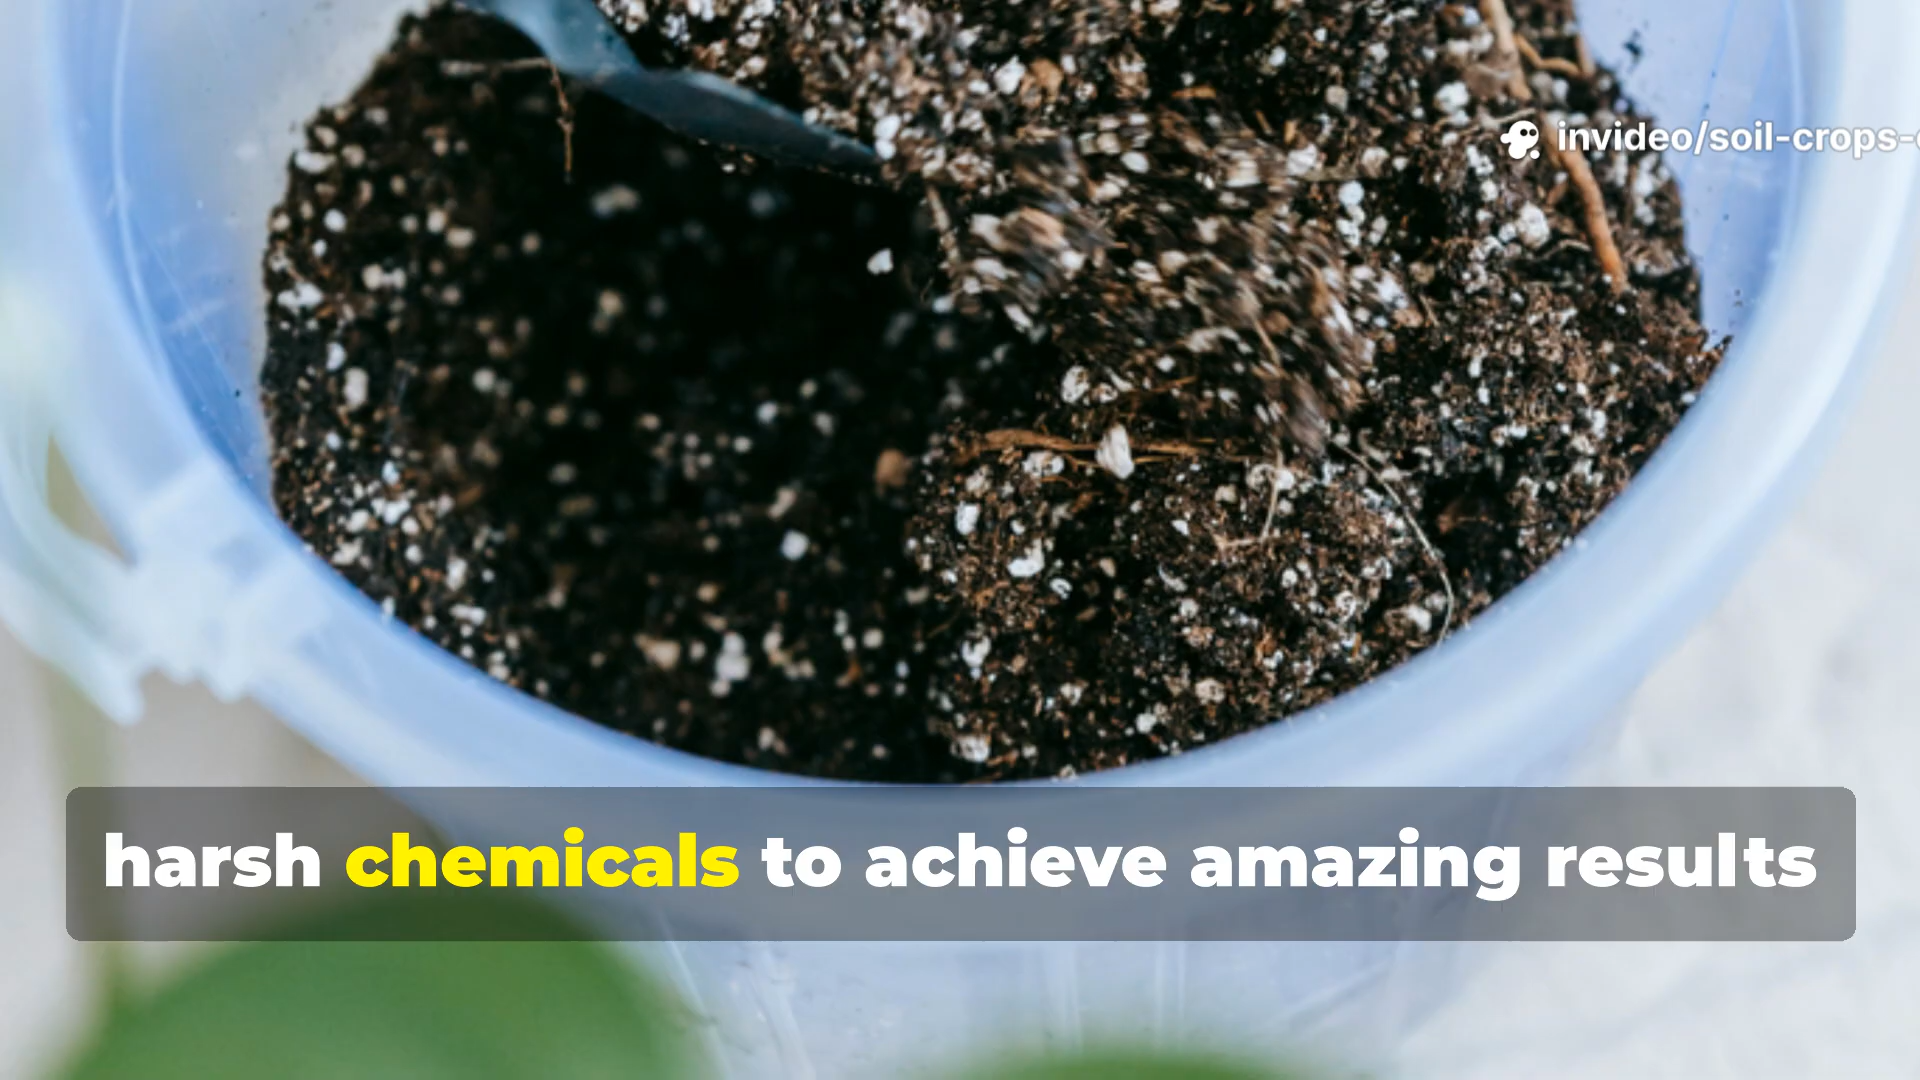 invideo/soil-crops-
harsh chemicals to achieve amazing results